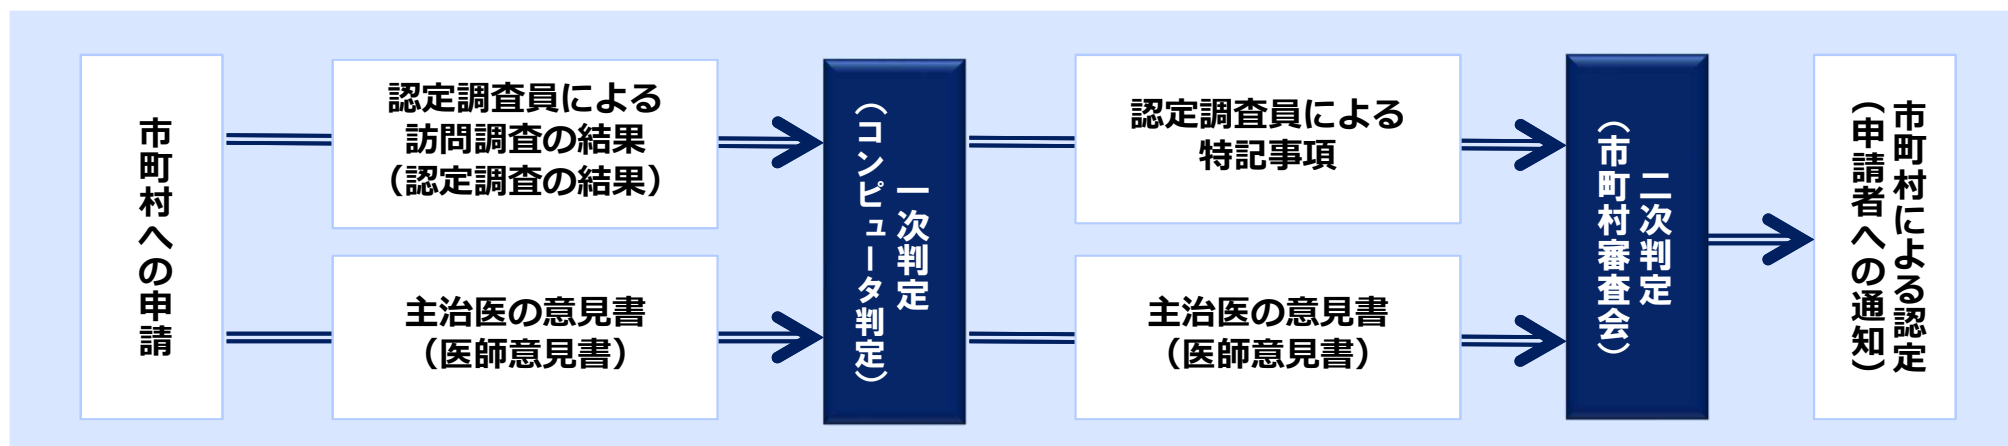 市町村への申請
認定調査員による
訪問調査の結果
（認定調査の結果）
主治医の意見書
（医師意見書）
一次判定
（コンピュータ判定）
認定調査員による
特記事項
主治医の意見書
（医師意見書）
二次判定
（市町村審査会）
市町村による認定
（申請者への通知）